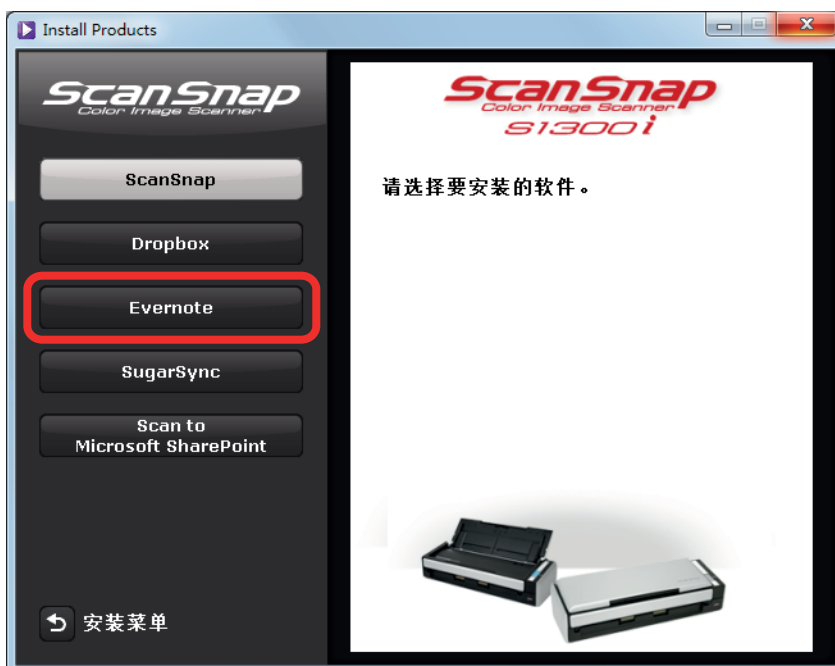 Install Products
ScanSnap
Color Image Scanner
ScanSnap
Dropbox
Evernote
SugarSync
Scan to
Microsoft SharePoint
安装菜单
ScanSnap
Color Image Scanner
S1300i
请选择要安装的软件。